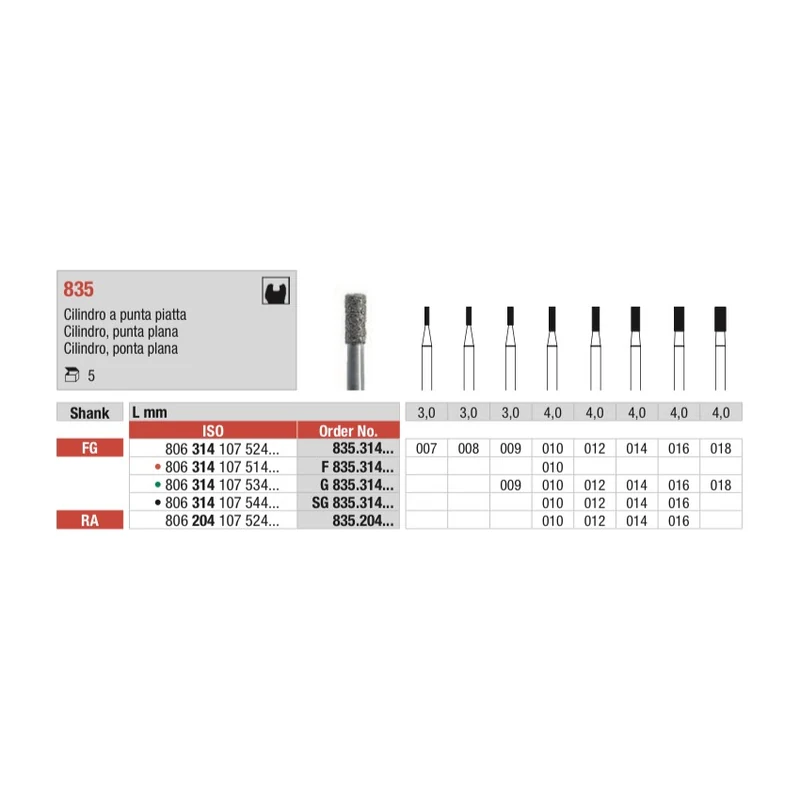 835
Cilindro a punta piatta
Cilindro, punta plana
Cilindro, ponta plana
5
Shank L mm 3,0 3,0 3,0 4,0 4,0 4,0 4,0 4,0
ISO Order No.
FG 806 314 107 524... 835.314... 007 008 009 010 012 014 016 018
806 314 107 514... F 835.314... 010
806 314 107 534... G 835.314... 009 010 012 014 016 018
806 314 107 544... SG 835.314... 010 012 014 016
RA 806 204 107 524... 835.204... 010 012 014 016